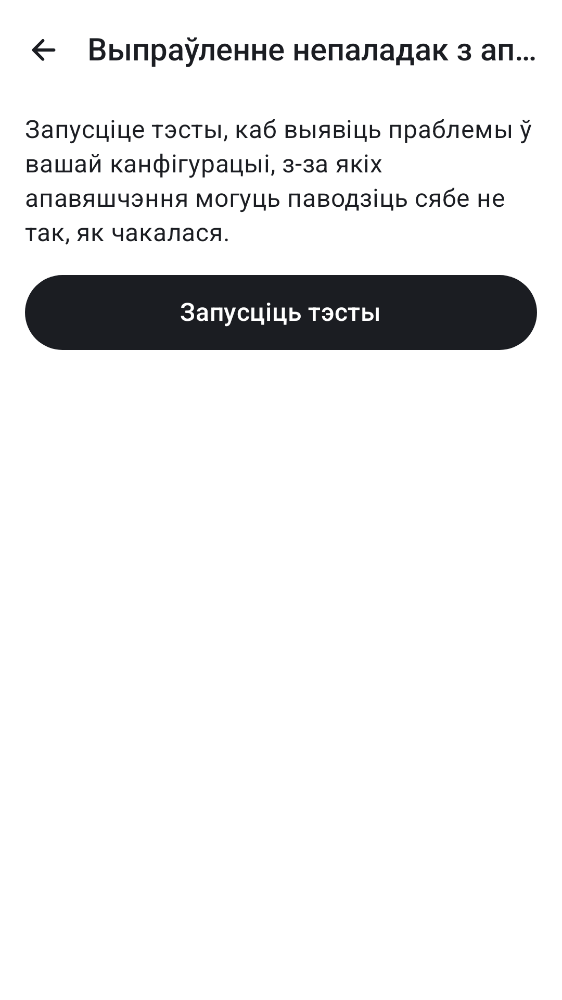 Выпраўленне непаладак з ап...
Запусціце тэсты, каб выявіць праблемы ў
вашай канфігурацыі, з-за якіх
апавяшчэння могуць паводзіць сябе не
так, як чакалася.
Запусціць тэсты